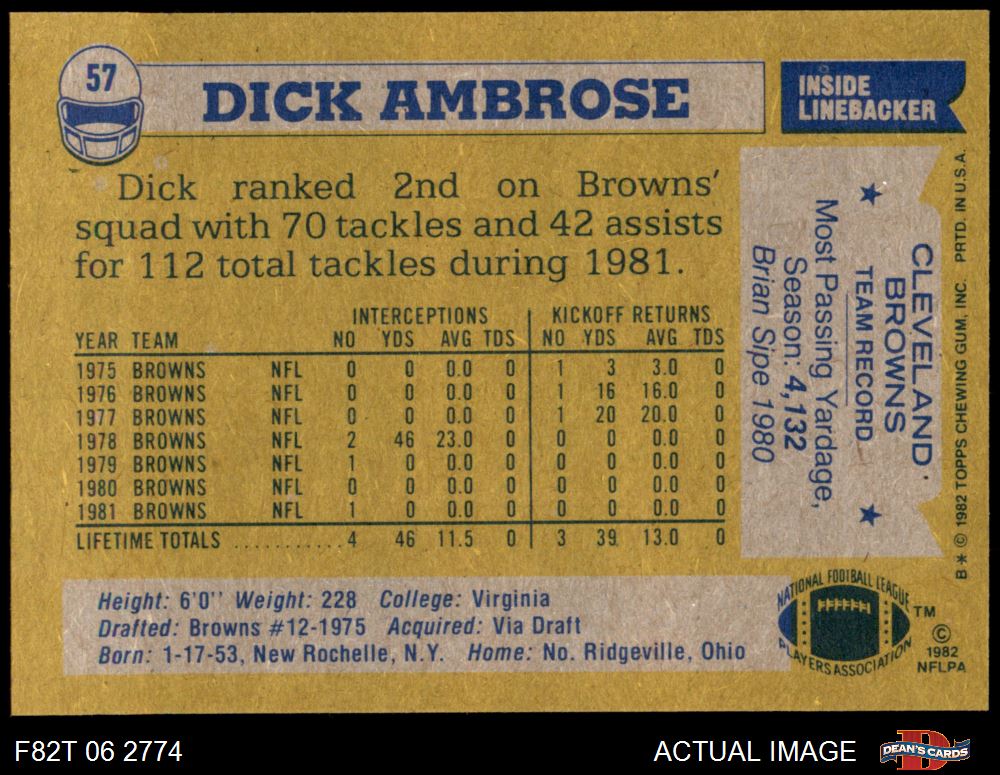 57
DICK AMBROSE
INSIDE
LINEBACKER
Dick ranked 2nd on Browns'
squad with 70 tackles and 42 assists
for 112 total tackles during 1981.
INTERCEPTIONS KICKOFF RETURNS
YEAR TEAM NO YDS AVG TDS NO YDS AVG TDS
1975 BROWNS NFL 0 0 0.0 0 1 3 3.0 0
1976 BROWNS NFL 0 0 0.0 0 1 16 16.0 0
1977 BROWNS NFL 0 0 0.0 0 1 20 20.0 0
1978 BROWNS NFL 2 46 23.0 0 0 0 0.0 0
1979 BROWNS NFL 1 0 0.0 0 0 0 0.0 0
1980 BROWNS NFL 0 0 0.0 0 0 0 0.0 0
1981 BROWNS NFL 1 0 0.0 0 0 0 0.0 0
LIFETIME TOTALS ........... 4 46 11.5 0 3 39 13.0 0
CLEVELAND
BROWNS
★ TEAM RECORD ★
Most Passing Yardage,
Season: 4,132
Brian Sipe 1980
B* © 1982 TOPPS CHEWING GUM, INC. PRTD. IN U.S.A.
Height: 6'0'' Weight: 228 College: Virginia
Drafted: Browns #12-1975 Acquired: Via Draft
Born: 1-17-53, New Rochelle, N.Y. Home: No. Ridgeville, Ohio
NATIONAL FOOTBALL LEAGUE
PLAYERS ASSOCIATION
TM
©
1982
NFLPA
F82T 06 2774
ACTUAL IMAGE
D
DEAN'S CARDS